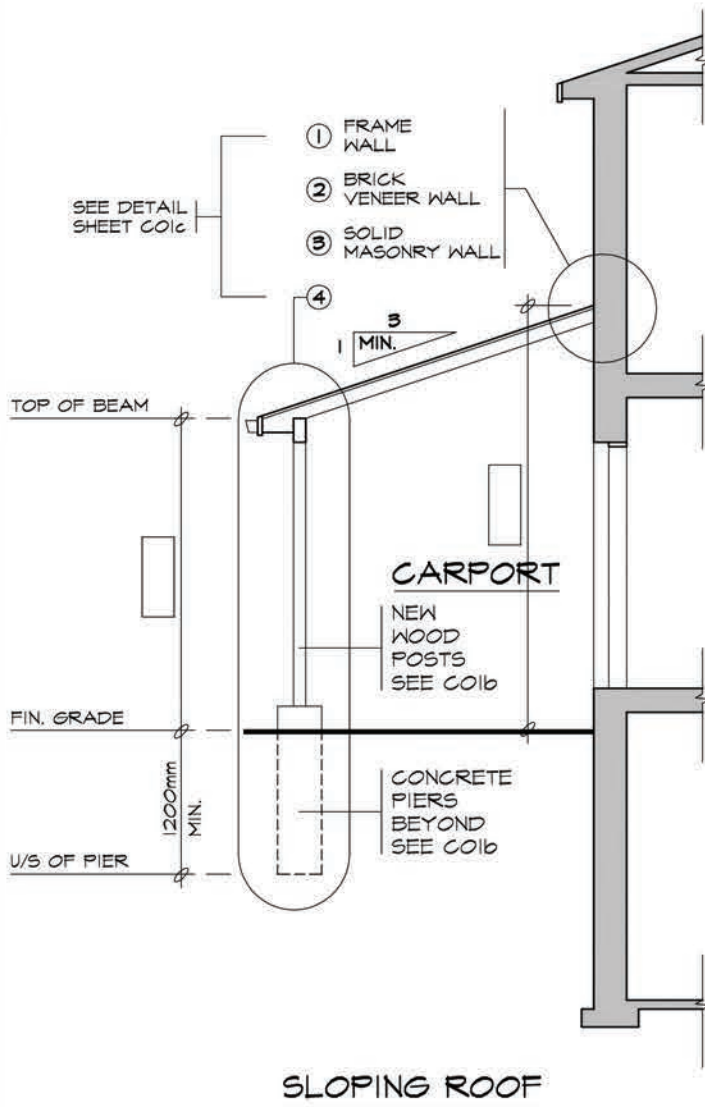 ① FRAME
WALL
② BRICK
VENEER WALL
SEE DETAIL
SHEET C01c
③ SOLID
MASONRY WALL
④
3
1
MIN.
TOP OF BEAM
CARPORT
NEW
WOOD
POSTS
SEE C01b
FIN. GRADE
1200mm
MIN.
CONCRETE
PIERS
BEYOND
SEE C01b
U/S OF PIER
SLOPING ROOF